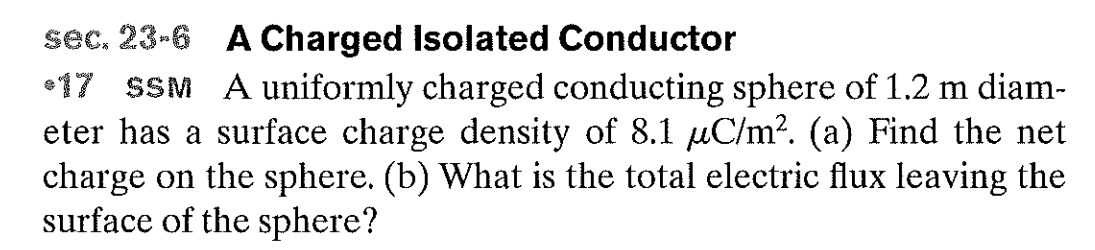 sec. 23-6 A Charged Isolated Conductor
•17 SSM A uniformly charged conducting sphere of 1.2 m diam-
eter has a surface charge density of 8.1 μC/m². (a) Find the net
charge on the sphere. (b) What is the total electric flux leaving the
surface of the sphere?